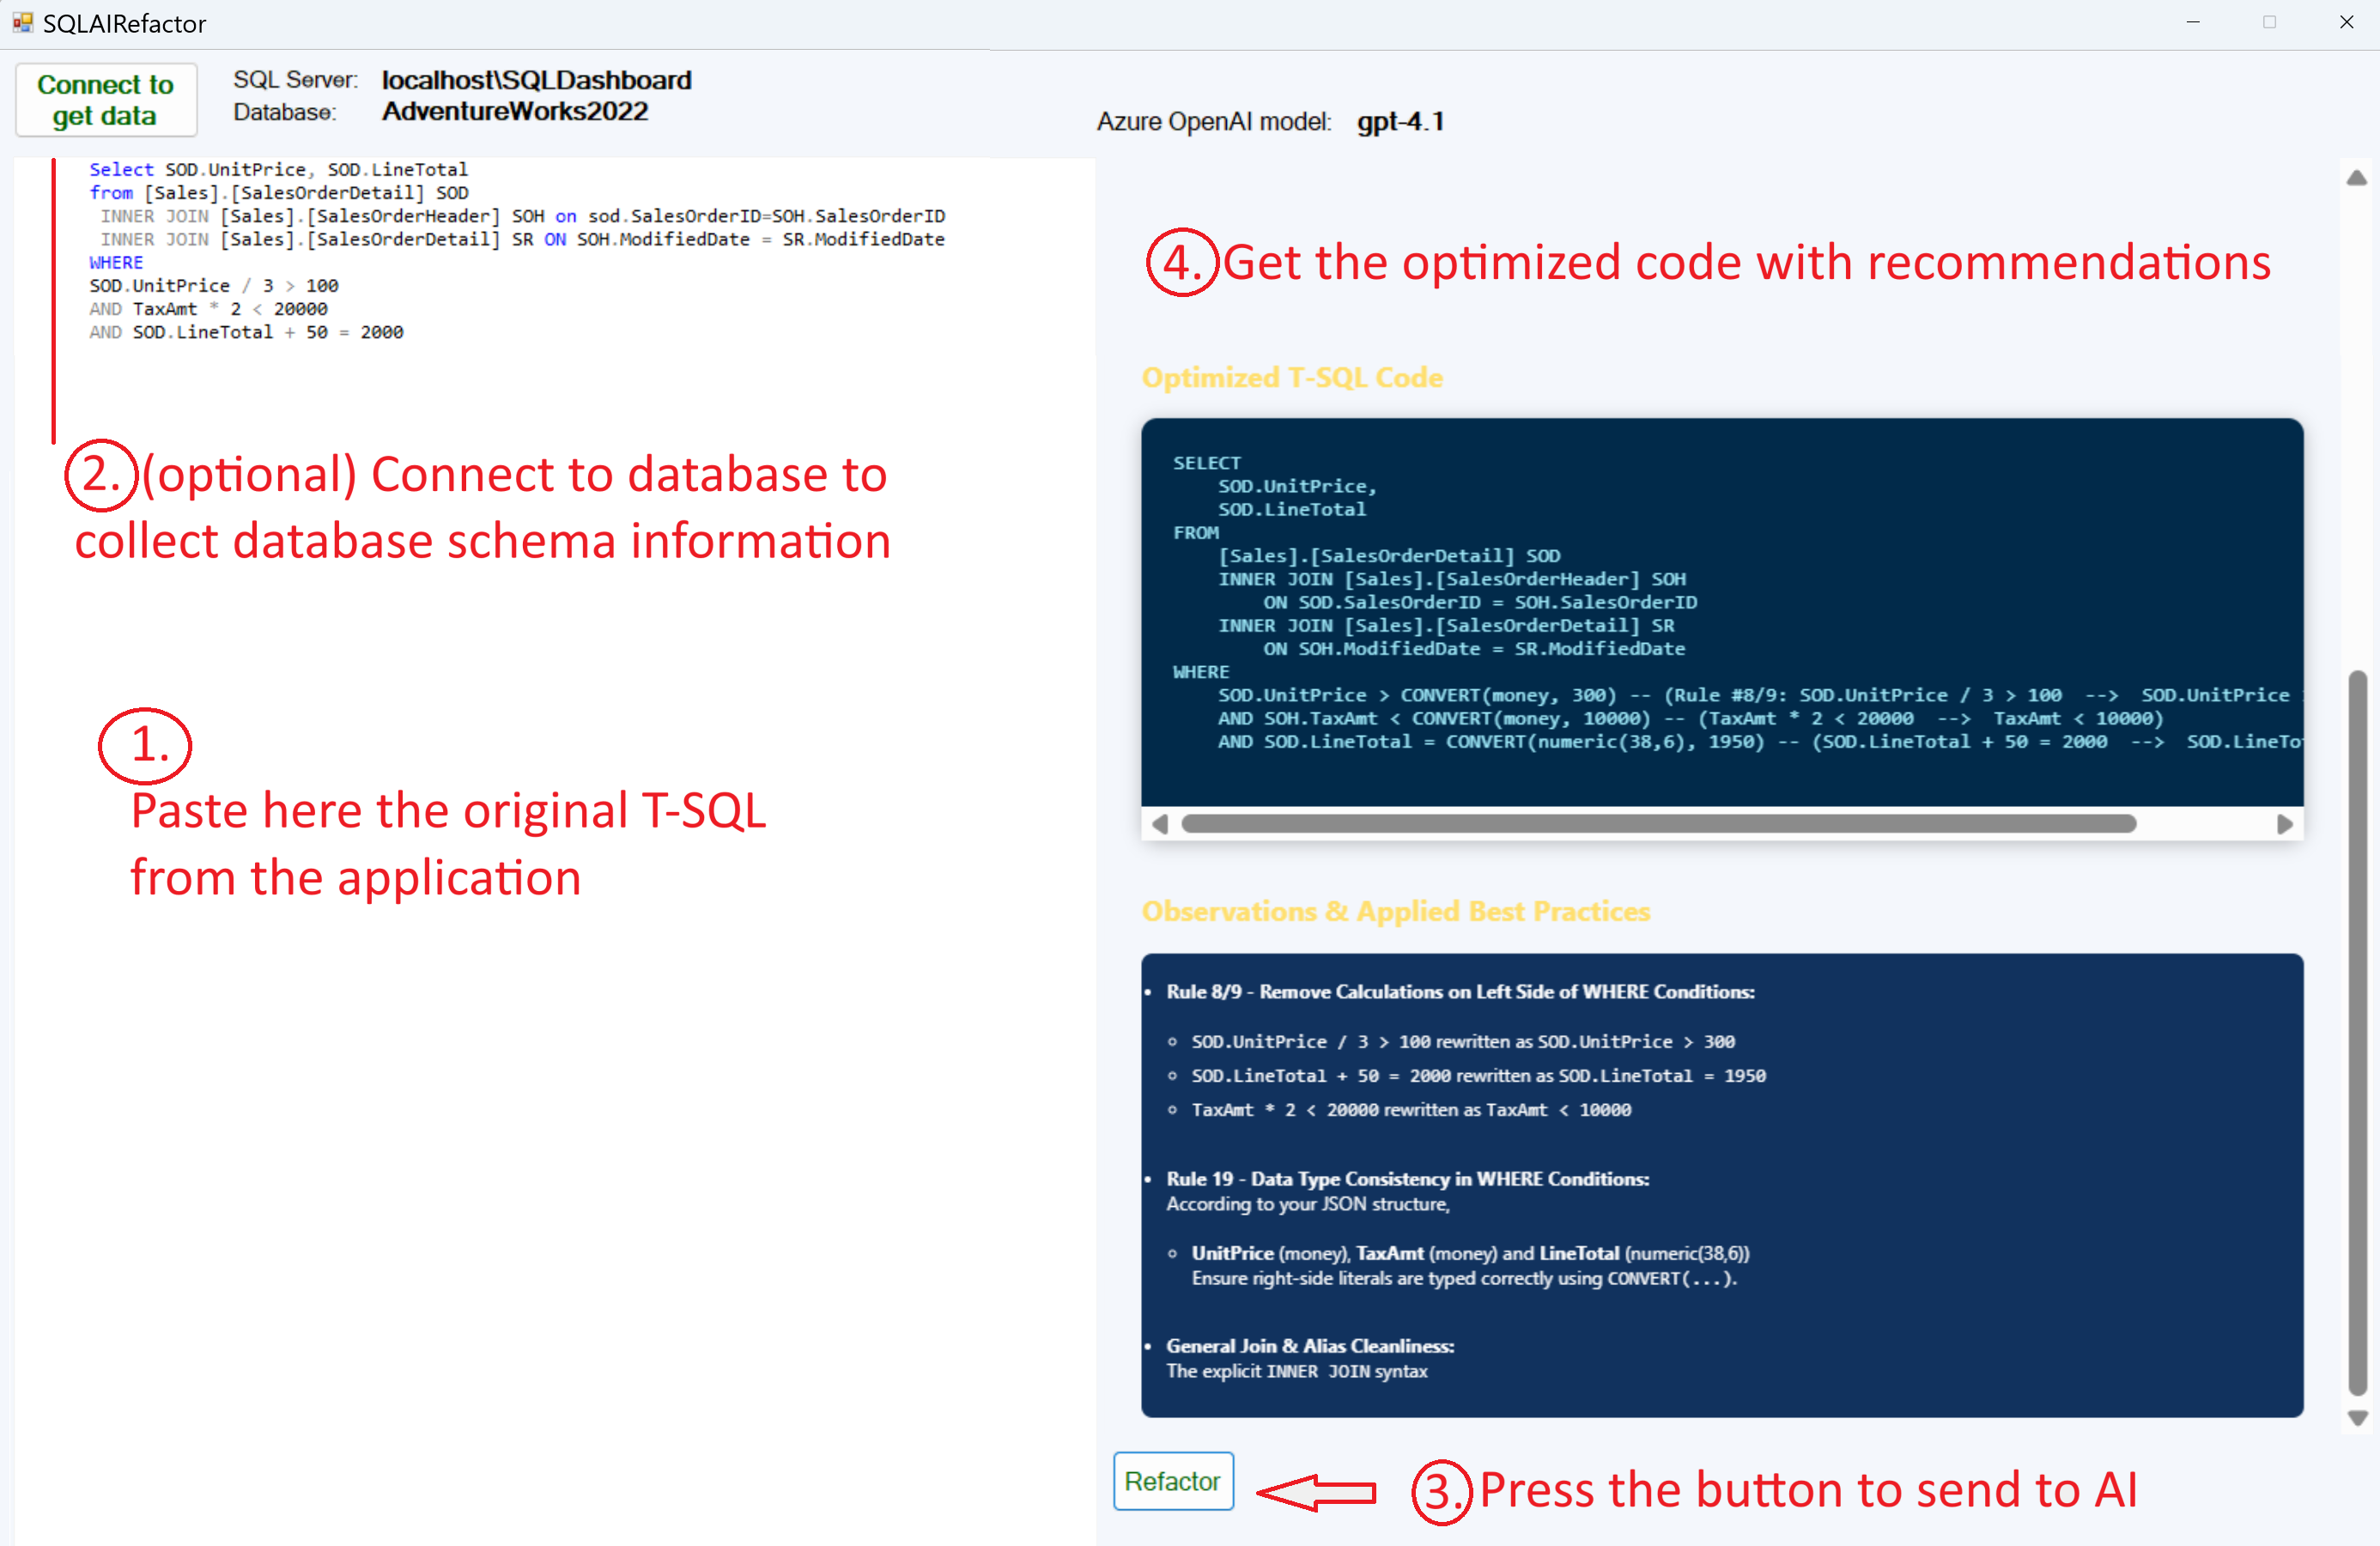 SQLAIRefactor
Connect to
get data
SQL Server: localhost\SQLDashboard
Database: AdventureWorks2022
Azure OpenAI model: gpt-4.1
Select SOD.UnitPrice, SOD.LineTotal
from [Sales].[SalesOrderDetail] SOD
INNER JOIN [Sales].[SalesOrderHeader] SOH on sod.SalesOrderID=SOH.SalesOrderID
INNER JOIN [Sales].[SalesOrderDetail] SR ON SOH.ModifiedDate = SR.ModifiedDate
WHERE
SOD.UnitPrice / 3 > 100
AND TaxAmt * 2 < 20000
AND SOD.LineTotal + 50 = 2000
2. (optional) Connect to database to
collect database schema information
1.
Paste here the original T-SQL
from the application
4. Get the optimized code with recommendations
Optimized T-SQL Code
SELECT
SOD.UnitPrice,
SOD.LineTotal
FROM
[Sales].[SalesOrderDetail] SOD
INNER JOIN [Sales].[SalesOrderHeader] SOH
ON SOD.SalesOrderID = SOH.SalesOrderID
INNER JOIN [Sales].[SalesOrderDetail] SR
ON SOH.ModifiedDate = SR.ModifiedDate
WHERE
SOD.UnitPrice > CONVERT(money, 300) -- (Rule #8/9: SOD.UnitPrice / 3 > 100 --> SOD.UnitPrice
AND SOH.TaxAmt < CONVERT(money, 10000) -- (TaxAmt * 2 < 20000 --> TaxAmt < 10000)
AND SOD.LineTotal = CONVERT(numeric(38,6), 1950) -- (SOD.LineTotal + 50 = 2000 --> SOD.LineTo
Observations & Applied Best Practices
• Rule 8/9 - Remove Calculations on Left Side of WHERE Conditions:
◦ SOD.UnitPrice / 3 > 100 rewritten as SOD.UnitPrice > 300
◦ SOD.LineTotal + 50 = 2000 rewritten as SOD.LineTotal = 1950
◦ TaxAmt * 2 < 20000 rewritten as TaxAmt < 10000
• Rule 19 - Data Type Consistency in WHERE Conditions:
According to your JSON structure,
◦ UnitPrice (money), TaxAmt (money) and LineTotal (numeric(38,6))
Ensure right-side literals are typed correctly using CONVERT(...).
• General Join & Alias Cleanliness:
The explicit INNER JOIN syntax
Refactor
3. Press the button to send to AI